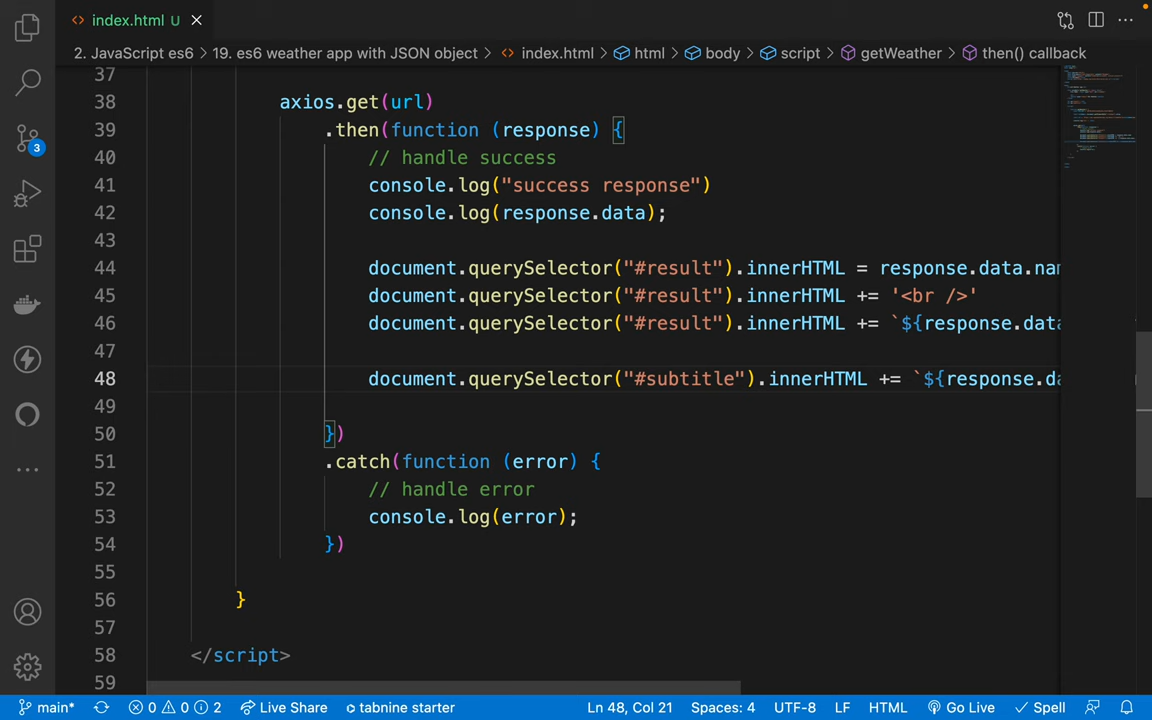 index.html U
2. JavaScript es6 > 19. es6 weather app with JSON object > index.html > html > body > script > getWeather > then() callback
37
38 axios.get(url)
39 .then(function (response) {
40 // handle success
41 console.log("success response")
42 console.log(response.data);
43
44 document.querySelector("#result").innerHTML = response.data.nam
45 document.querySelector("#result").innerHTML += '<br />'
46 document.querySelector("#result").innerHTML += `${response.data
47
48 document.querySelector("#subtitle").innerHTML += `${response.da
49
50 })
51 .catch(function (error) {
52 // handle error
53 console.log(error);
54 })
55
56 }
57
58 </script>
59
3
main* 0 0 2 Live Share tabnine starter Ln 48, Col 21 Spaces: 4 UTF-8 LF HTML Go Live Spell